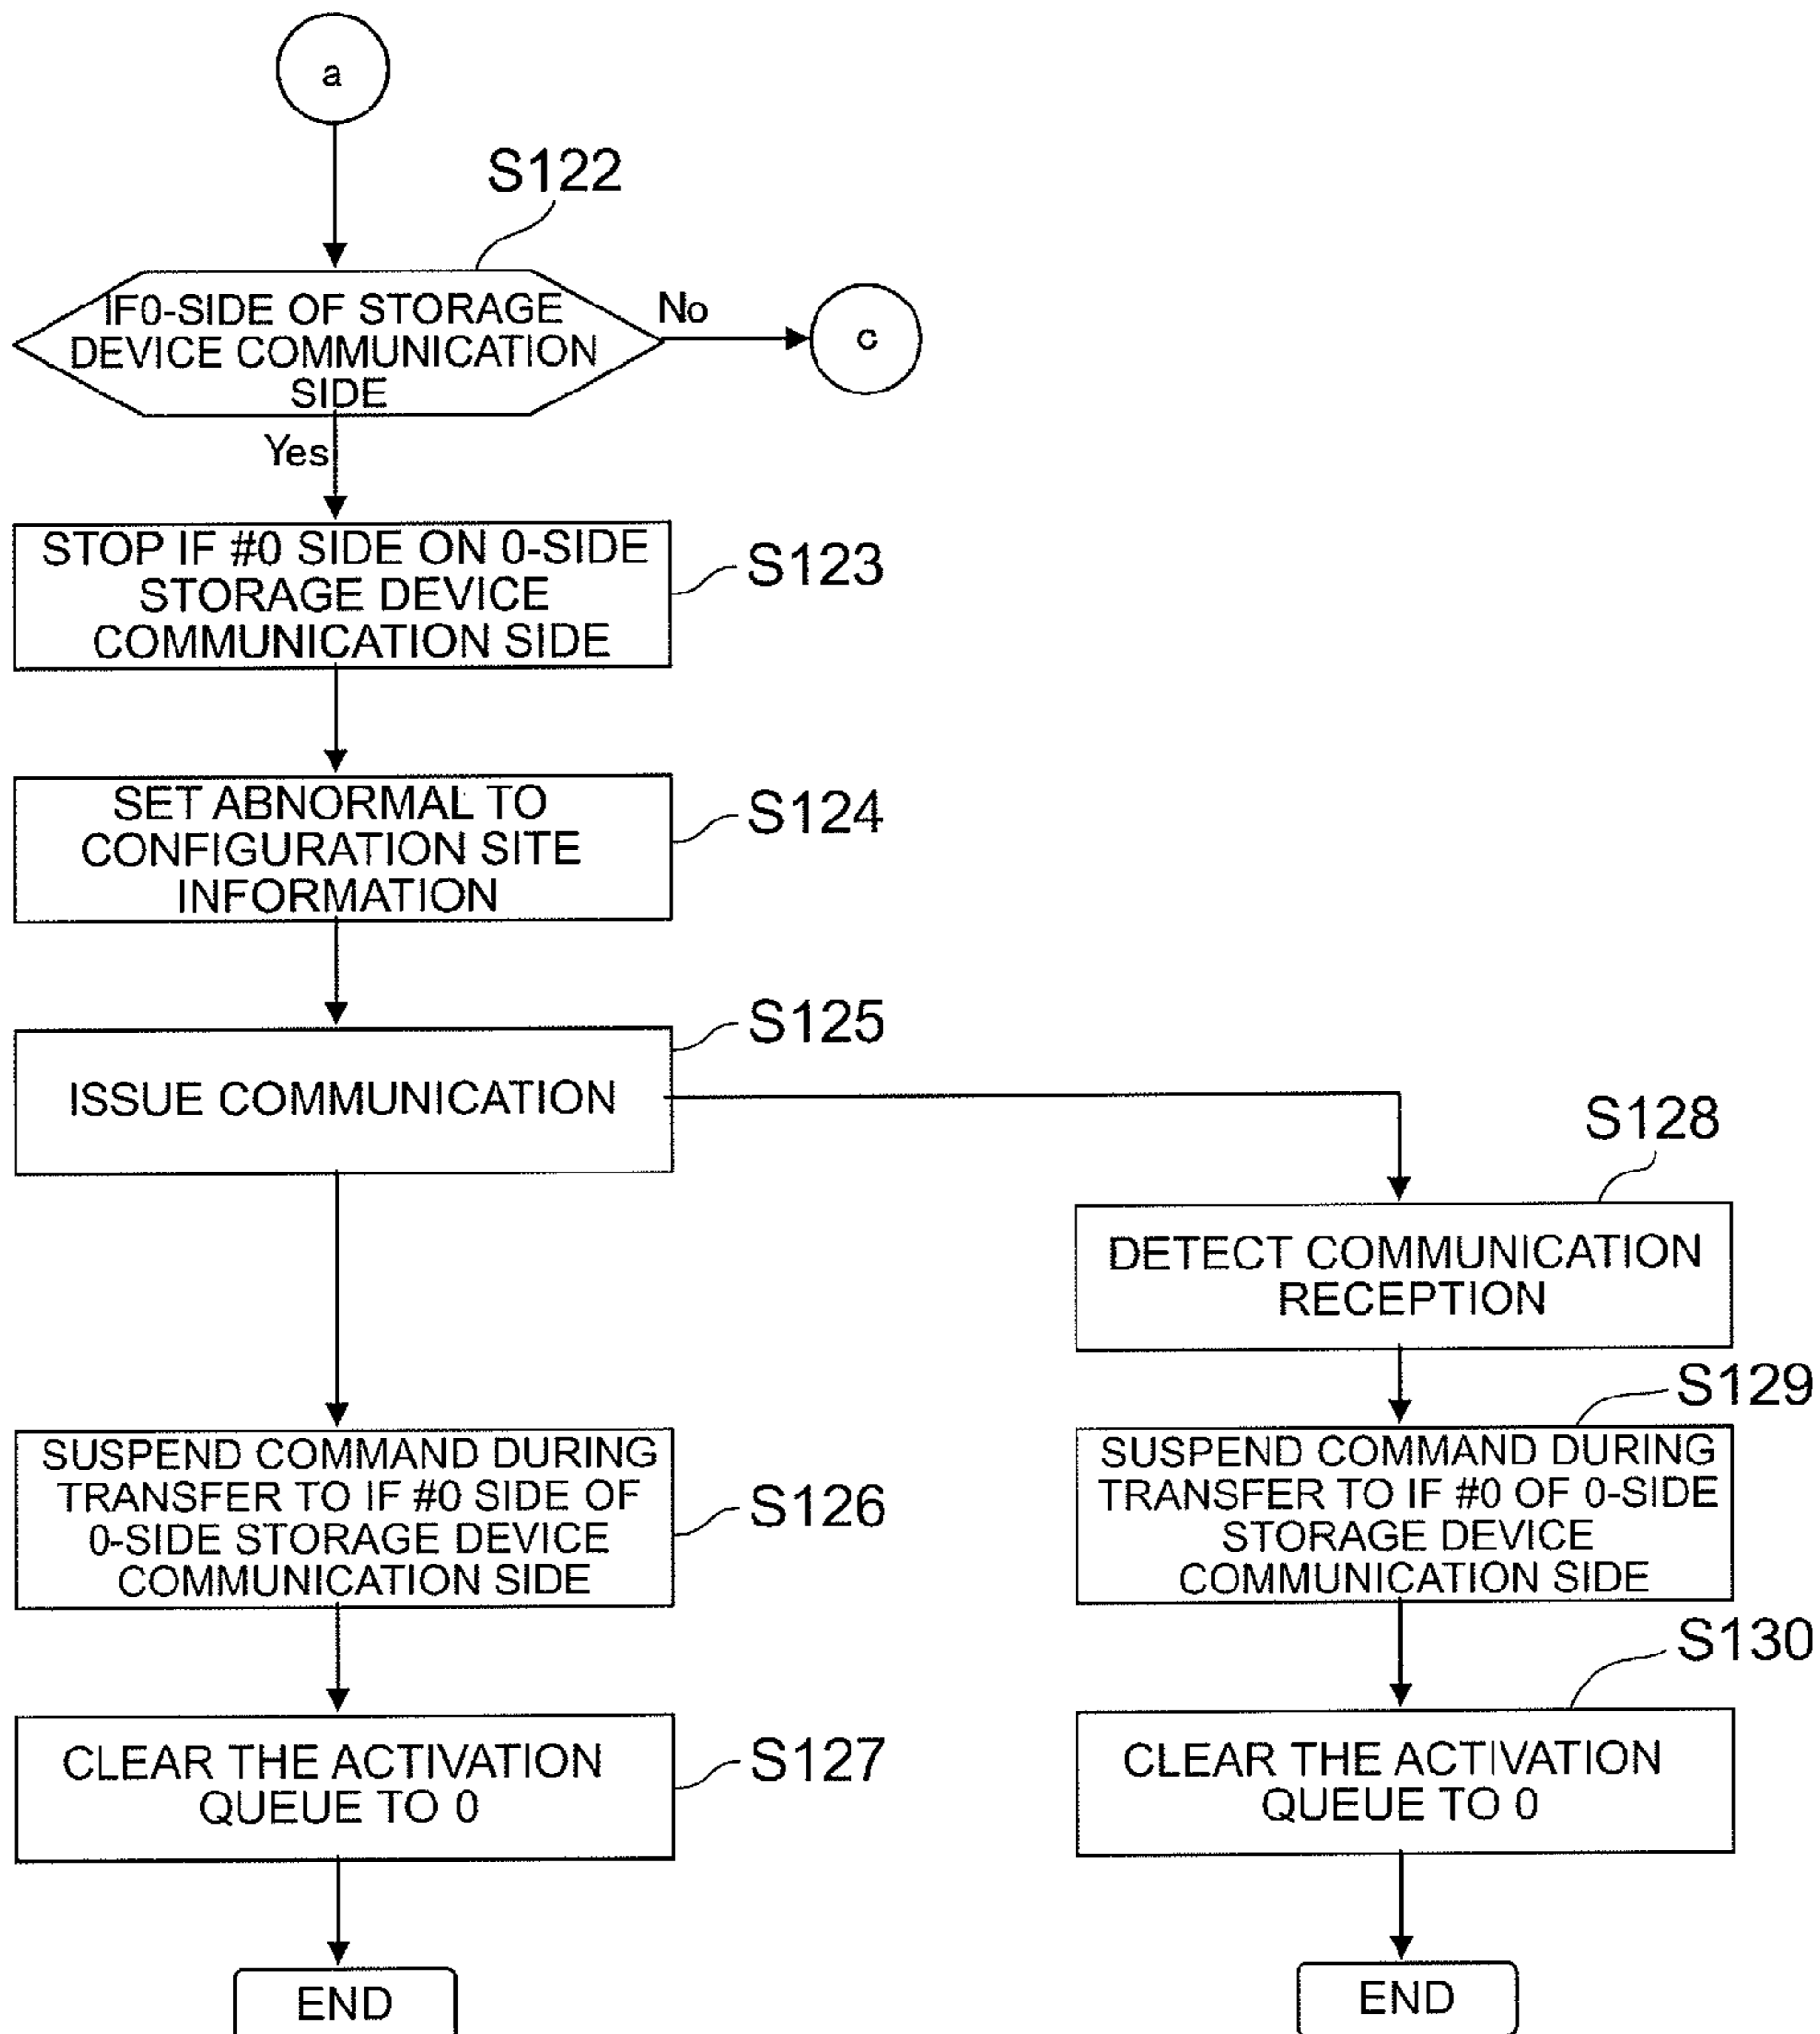 a
S122
IF0-SIDE OF STORAGE
DEVICE COMMUNICATION
SIDE
No
c
Yes
STOP IF #0 SIDE ON 0-SIDE
STORAGE DEVICE
COMMUNICATION SIDE
S123
SET ABNORMAL TO
CONFIGURATION SITE
INFORMATION
S124
ISSUE COMMUNICATION
S125
S128
DETECT COMMUNICATION
RECEPTION
SUSPEND COMMAND DURING
TRANSFER TO IF #0 SIDE OF
0-SIDE STORAGE DEVICE
COMMUNICATION SIDE
S126
S129
SUSPEND COMMAND DURING
TRANSFER TO IF #0 OF 0-SIDE
STORAGE DEVICE
COMMUNICATION SIDE
CLEAR THE ACTIVATION
QUEUE TO 0
S127
S130
CLEAR THE ACTIVATION
QUEUE TO 0
END
END